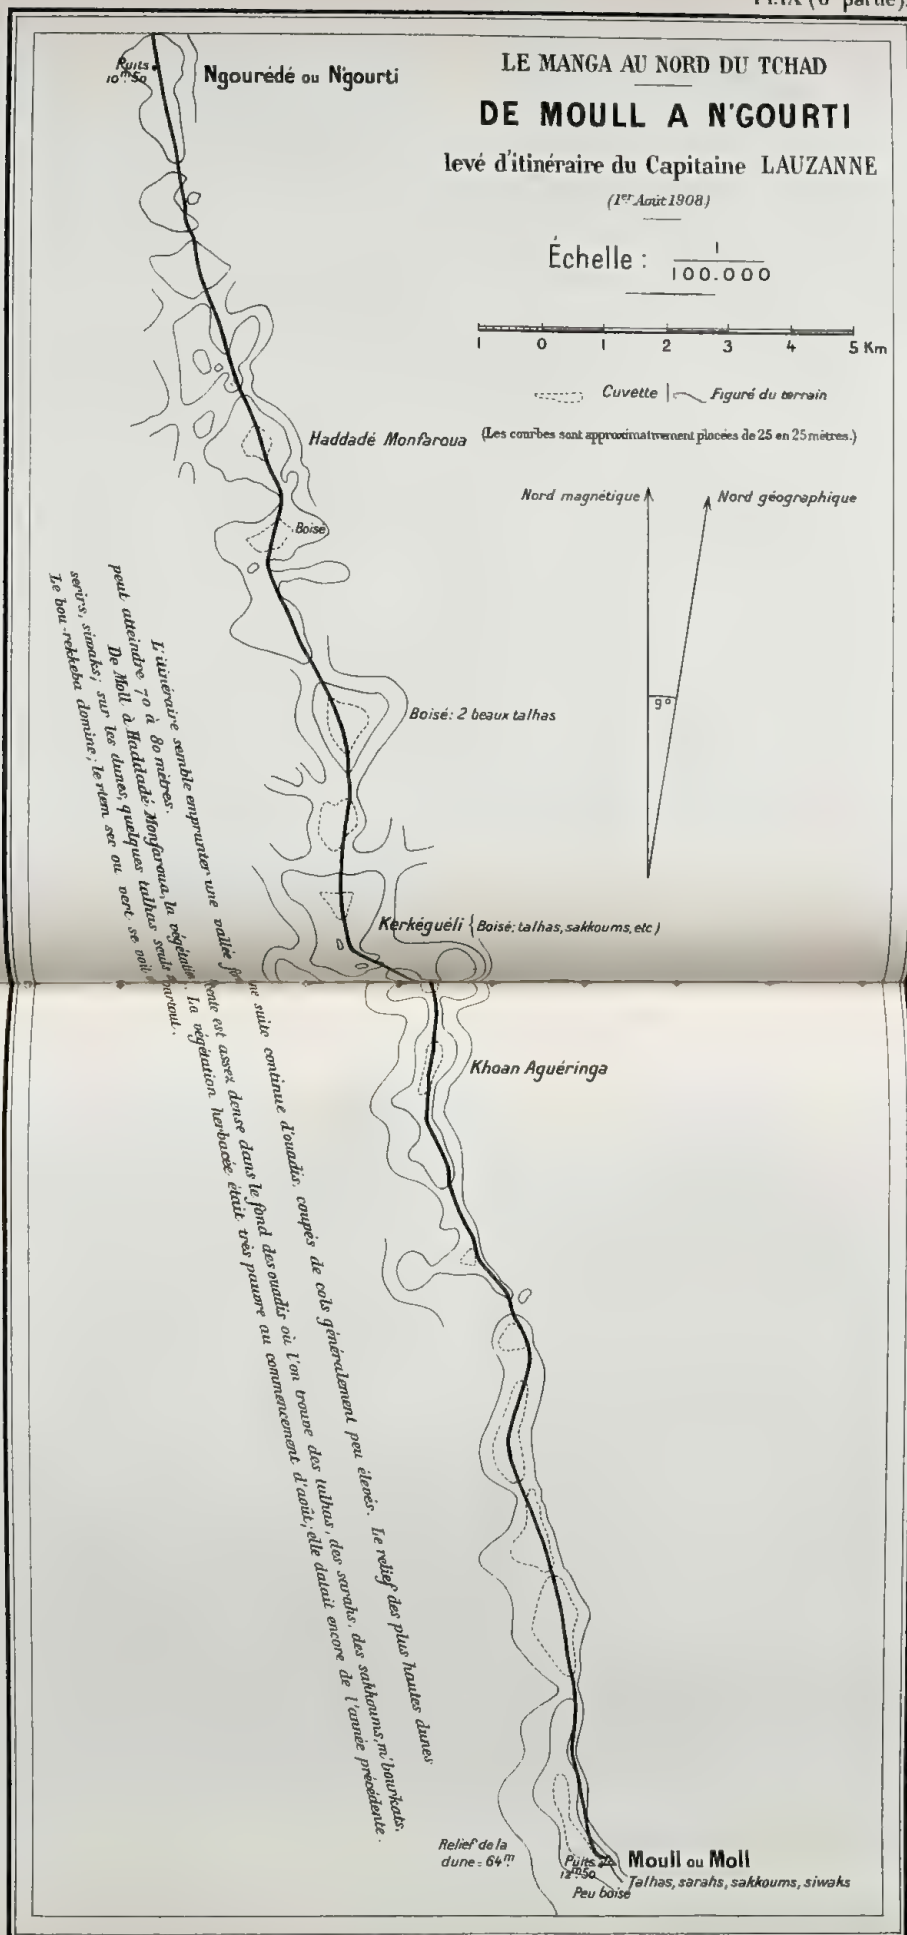 Pl. IX (6e partie).
LE MANGA AU NORD DU TCHAD
DE MOULL A N'GOURTI
levé d'itinéraire du Capitaine LAUZANNE
(1er Août 1908)
Échelle : 1
100.000
1 0 1 2 3 4 5 Km
Cuvette | Figuré du terrain
(Les courbes sont approximativement placées de 25 en 25 mètres.)
Nord magnétique
Nord géographique
9°
Puits
10m50
Ngourédé ou N'gourti
Haddadé Monfaroua
Boisé
Boisé: 2 beaux talhas
Kerkéguéli { Boisé; talhas, sakkoums, etc)
Khoan Aguéringa
L'itinéraire semble emprunter une vallée ne suite continue d'ouadis, coupés de cols généralement peu élevés. Le relief des plus hautes dunes
peut atteindre 70 à 80 mètres.
De Moll à Haddadé Monfaroua, la végétation est assez dense dans le fond des ouadis où l'on trouve des talhas, des sarahs, des sakkoums, m'bourkats,
serirs, siwaks; sur les dunes, quelques talhas seuls. La végétation herbacée était très pauvre au commencement d'août; elle datait encore de l'année précédente.
Le bou-rekkeba domine; le rtem sec ou vert se voit partout.
Relief de la
dune = 64m
Puits
12m50
Peu boisé
Moull ou Moll
Talhas, sarahs, sakkoums, siwaks